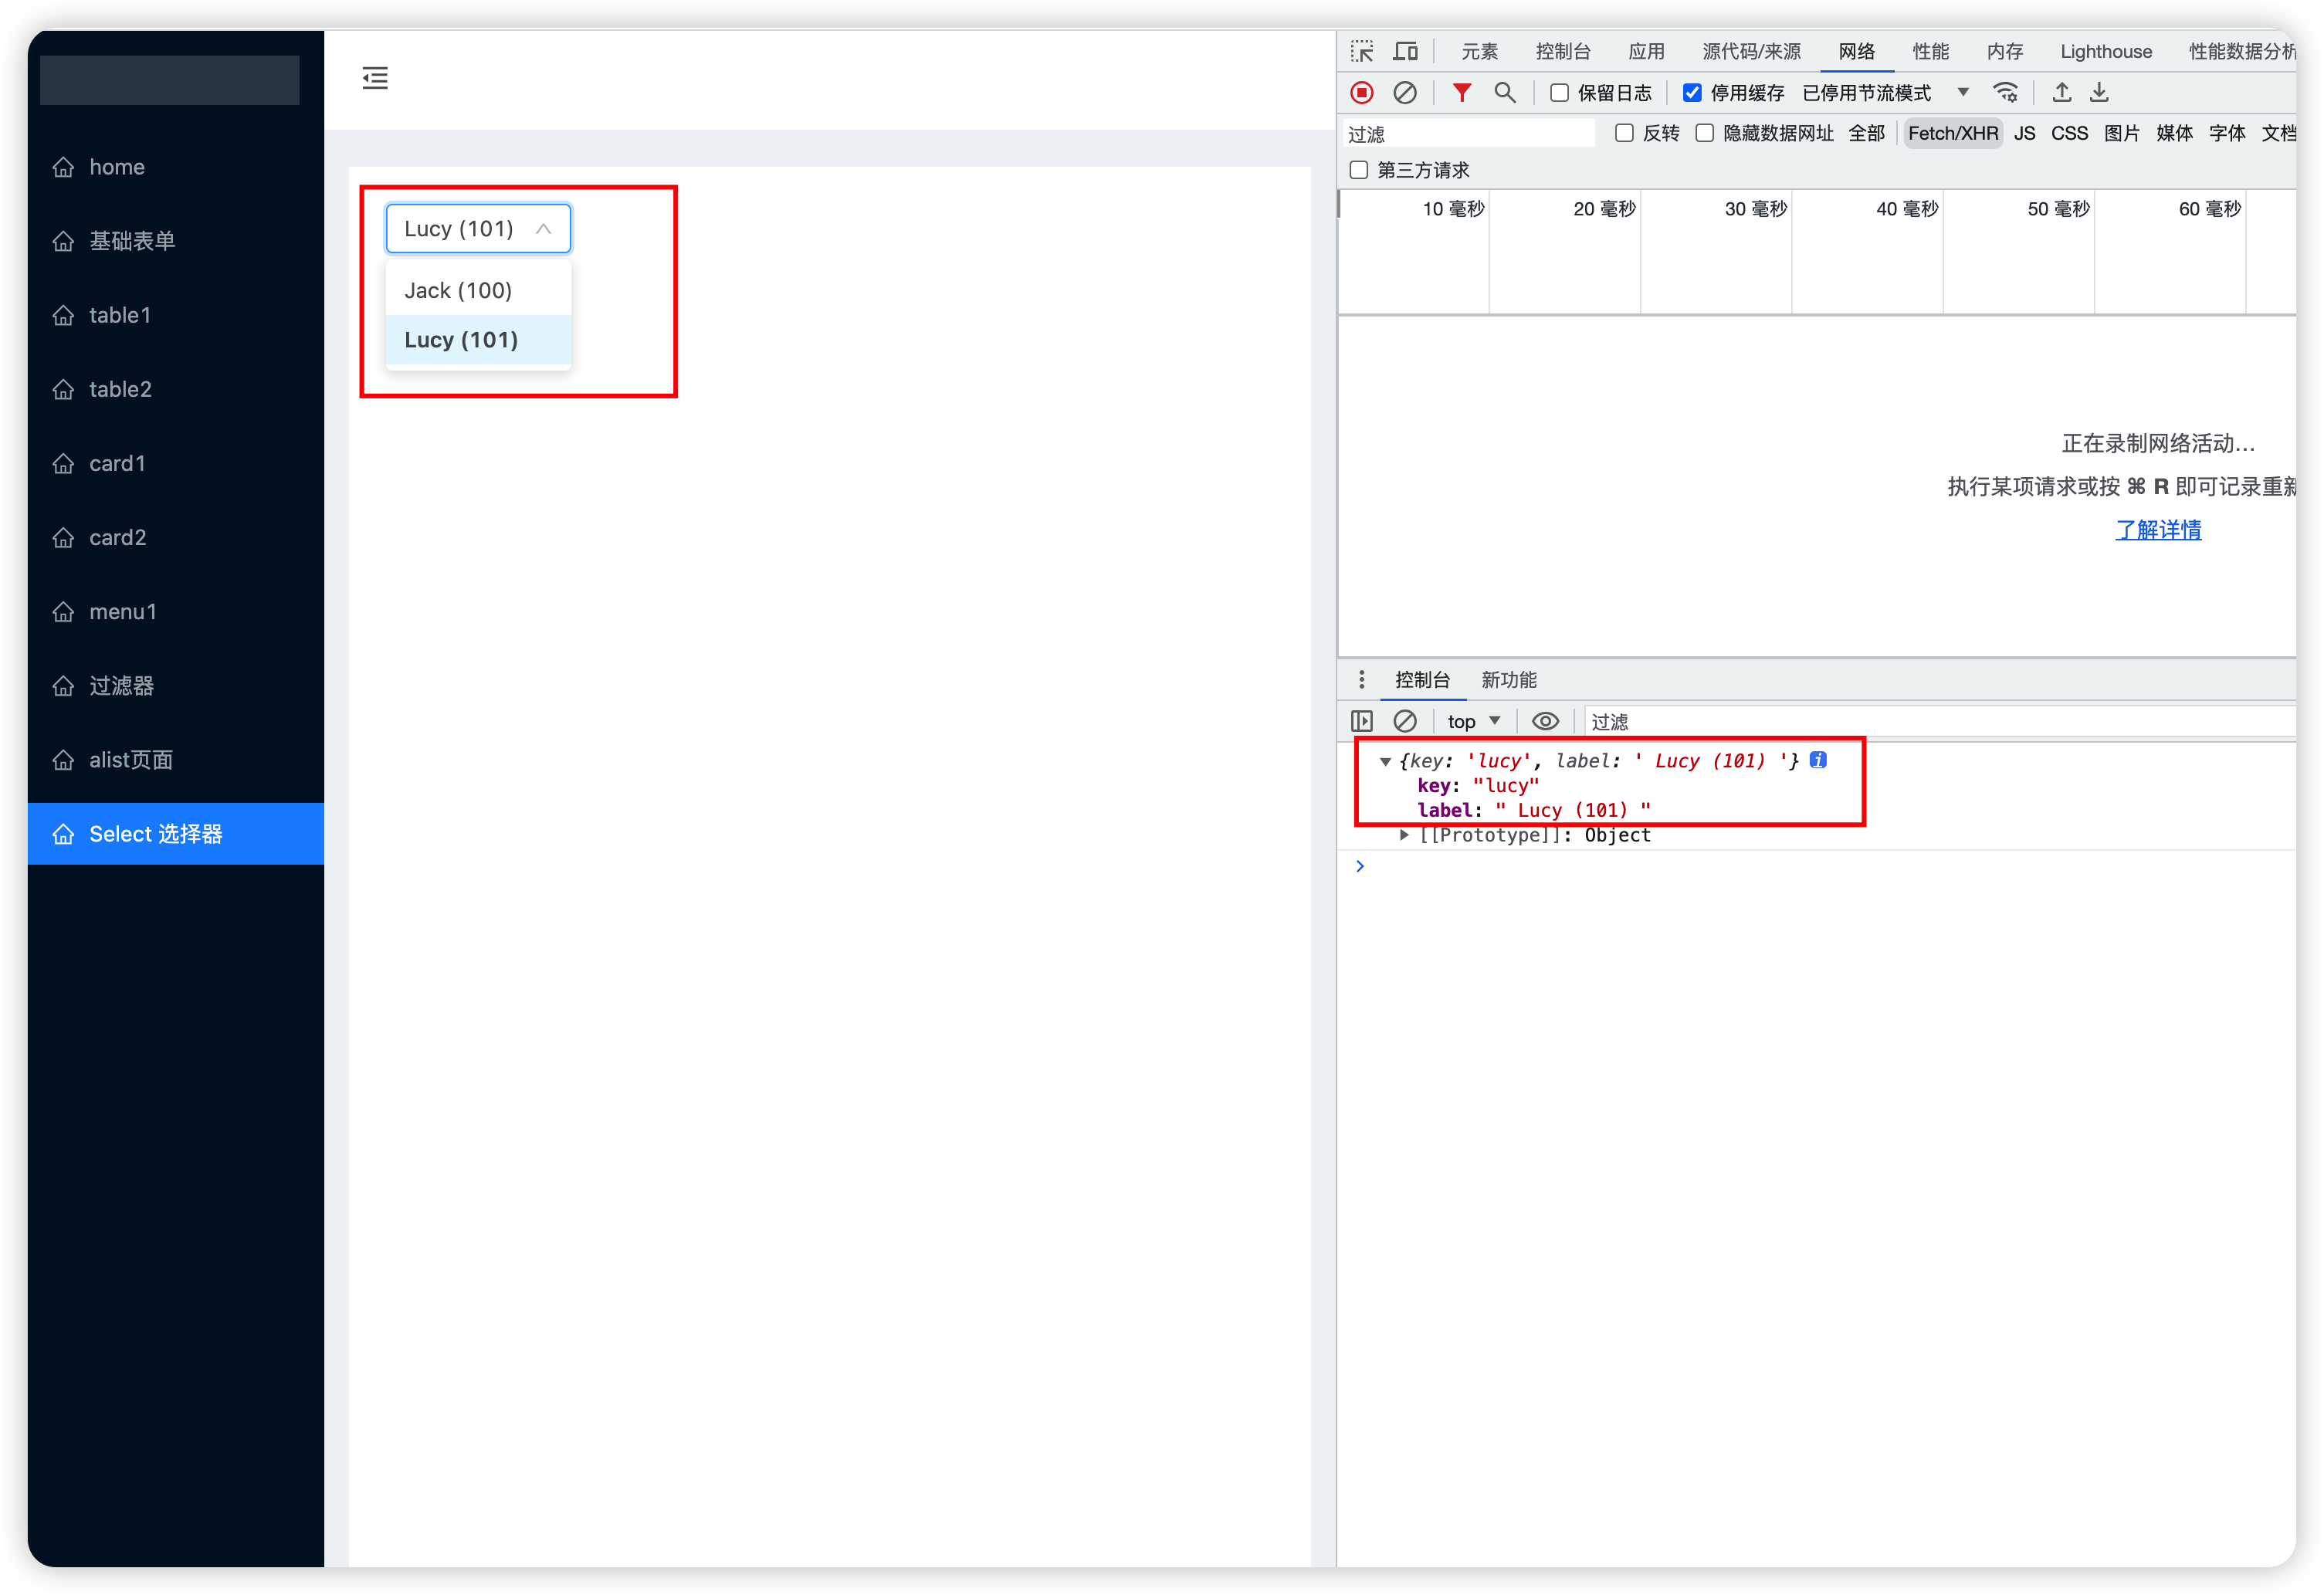 home
基础表单
table1
table2
card1
card2
menu1
过滤器
alist页面
Select 选择器
Lucy (101)
Jack (100)
Lucy (101)
元素 控制台 应用 源代码/来源 网络 性能 内存 Lighthouse 性能数据分析
保留日志 停用缓存 已停用节流模式
过滤 反转 隐藏数据网址 全部 Fetch/XHR JS CSS 图片 媒体 字体 文档
第三方请求
10 毫秒 20 毫秒 30 毫秒 40 毫秒 50 毫秒 60 毫秒
正在录制网络活动…
执行某项请求或按 ⌘ R 即可记录重新
了解详情
控制台 新功能
top 过滤
{key: 'lucy', label: ' Lucy (101) '}
key: "lucy"
label: " Lucy (101) "
[[Prototype]]: Object